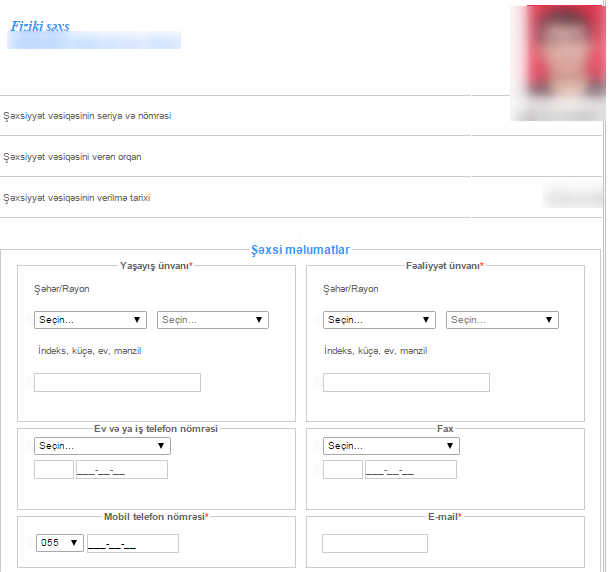 Fiziki şəxs
Şəxsiyyət vəsiqəsinin seriya və nömrəsi
Şəxsiyyət vəsiqəsini verən orqan
Şəxsiyyət vəsiqəsinin verilmə tarixi
Şəxsi məlumatlar
Yaşayış ünvanı*
Şəhər/Rayon
Seçin... Seçin...
İndeks, küçə, ev, mənzil
Fəaliyyət ünvanı*
Şəhər/Rayon
Seçin... Seçin...
İndeks, küçə, ev, mənzil
Ev və ya iş telefon nömrəsi
Seçin...
___-__-__
Fax
Seçin...
___-__-__
Mobil telefon nömrəsi*
055 ___-__-__
E-mail*